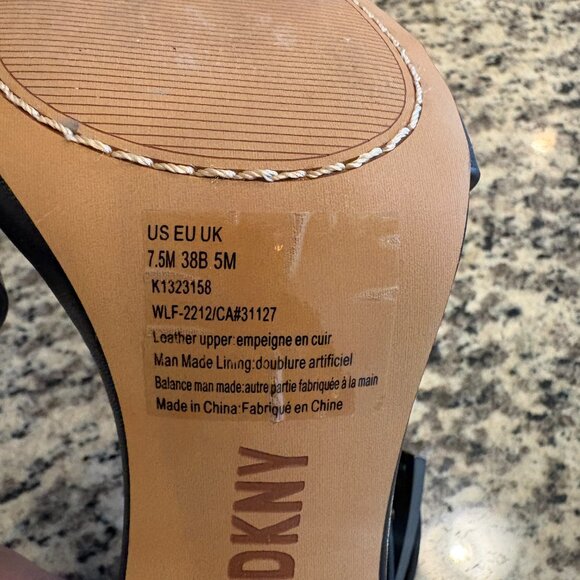 US EU UK
7.5M 38B 5M
K1323158
WLF-2212/CA#31127
Leather upper:empeigne en cuir
Man Made Lining:doublure artificiel
Balance man made:autre partie fabriquée à la main
Made in China:Fabriqué en Chine
DKNY